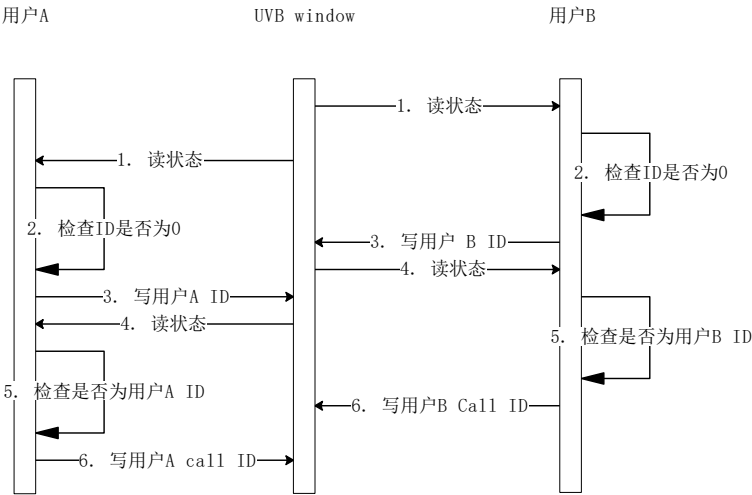 用户A
UVB window
用户B
1. 读状态
1. 读状态
2. 检查ID是否为0
2. 检查ID是否为0
3. 写用户 B ID
4. 读状态
3. 写用户A ID
4. 读状态
5. 检查是否为用户B ID
5. 检查是否为用户A ID
6. 写用户B Call ID
6. 写用户A call ID